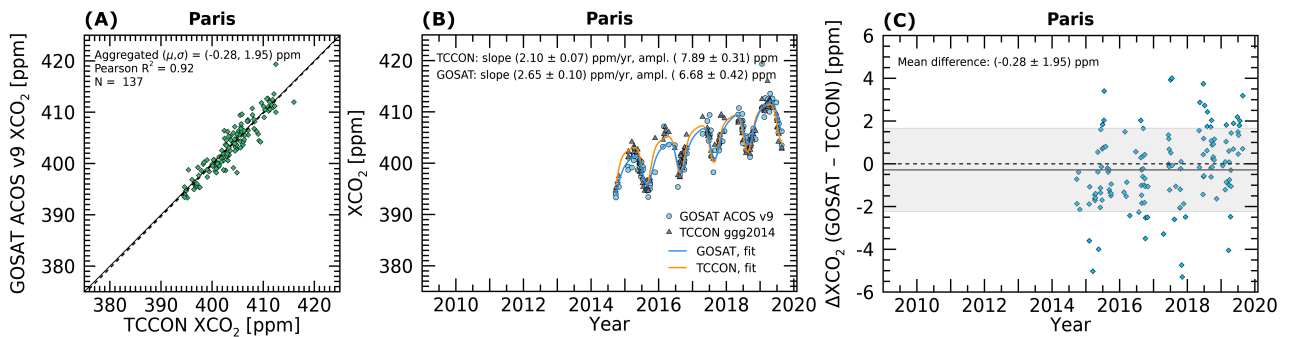 (A) Paris
GOSAT ACOS v9 XCO₂ [ppm]
Aggregated (μ,σ) = (-0.28, 1.95) ppm
Pearson R² = 0.92
N = 137
420
410
400
390
380
380 390 400 410 420
TCCON XCO₂ [ppm]
(B) Paris
XCO₂ [ppm]
TCCON: slope (2.10 ± 0.07) ppm/yr, ampl. ( 7.89 ± 0.31) ppm
GOSAT: slope (2.65 ± 0.10) ppm/yr, ampl. ( 6.68 ± 0.42) ppm
420
410
400
390
380
GOSAT ACOS v9
TCCON ggg2014
GOSAT, fit
TCCON, fit
2010 2012 2014 2016 2018 2020
Year
(C) Paris
ΔXCO₂ (GOSAT − TCCON) [ppm]
Mean difference: (-0.28 ± 1.95) ppm
6
4
2
0
-2
-4
-6
2010 2012 2014 2016 2018 2020
Year